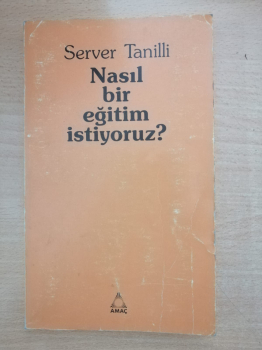 Server Tanilli
Nasıl
bir
eğitim
istiyoruz?
AMAÇ